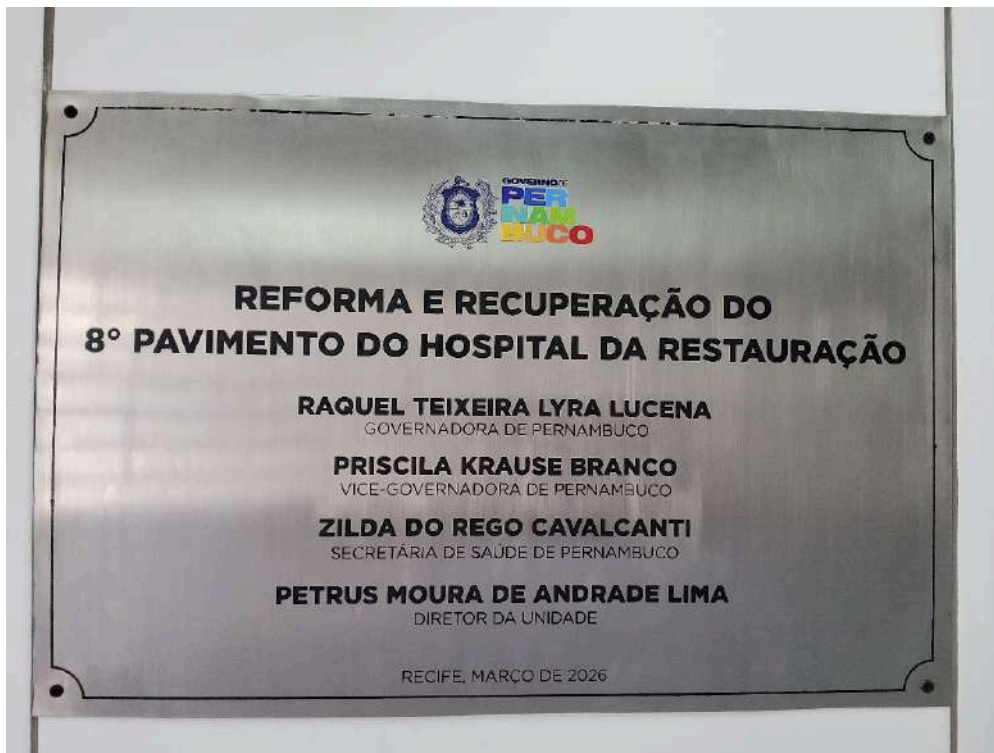 GOVERNO DE
PER
NAM
BUCO
REFORMA E RECUPERAÇÃO DO
8° PAVIMENTO DO HOSPITAL DA RESTAURAÇÃO
RAQUEL TEIXEIRA LYRA LUCENA
GOVERNADORA DE PERNAMBUCO
PRISCILA KRAUSE BRANCO
VICE-GOVERNADORA DE PERNAMBUCO
ZILDA DO REGO CAVALCANTI
SECRETÁRIA DE SAÚDE DE PERNAMBUCO
PETRUS MOURA DE ANDRADE LIMA
DIRETOR DA UNIDADE
RECIFE, MARÇO DE 2026